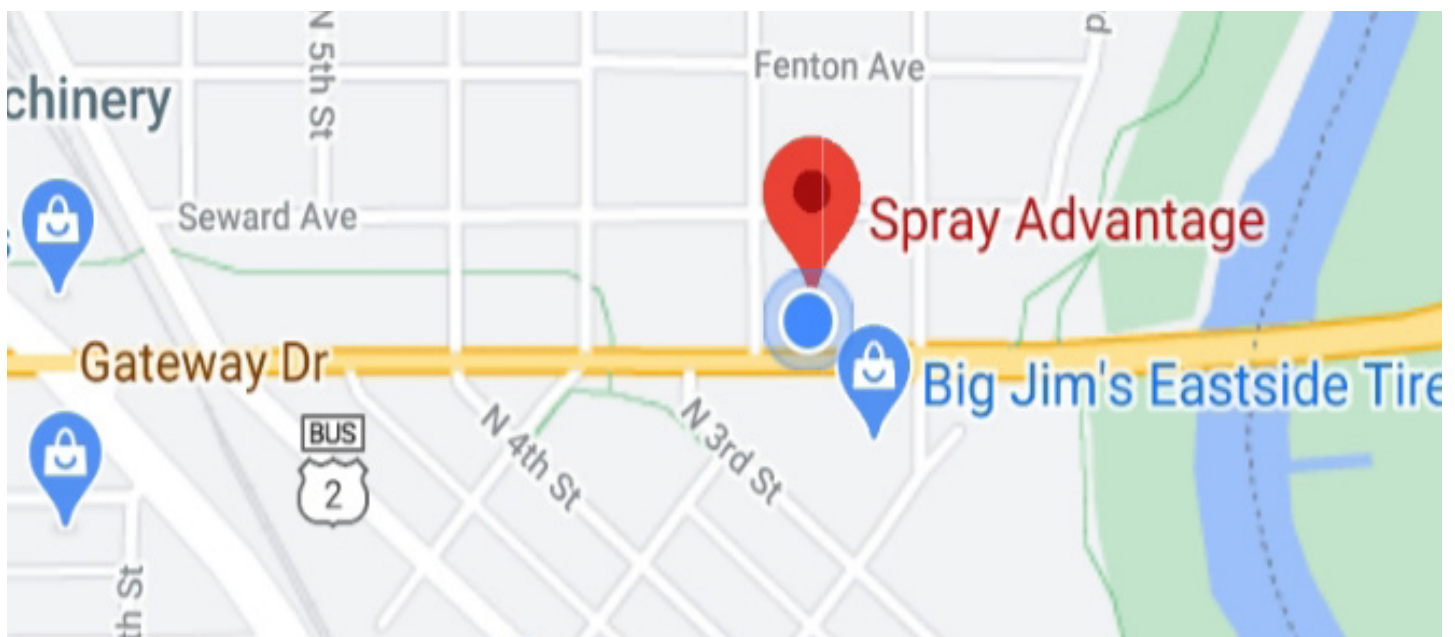 N 5th St
d
Fenton Ave
chinery
Seward Ave
Spray Advantage
s
Gateway Dr
Big Jim's Eastside Tire
BUS
2
N 4th St
N 3rd St
th St